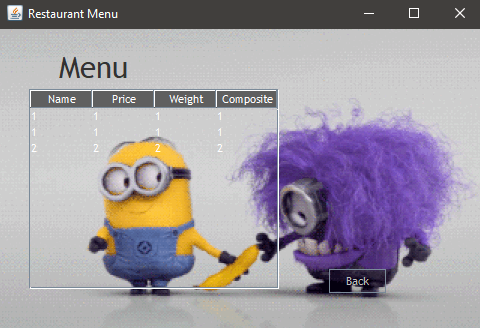 Restaurant Menu
Menu
Name Price Weight Composite
1 1 1 1
1 1 1 1
2 2 2 2
Back